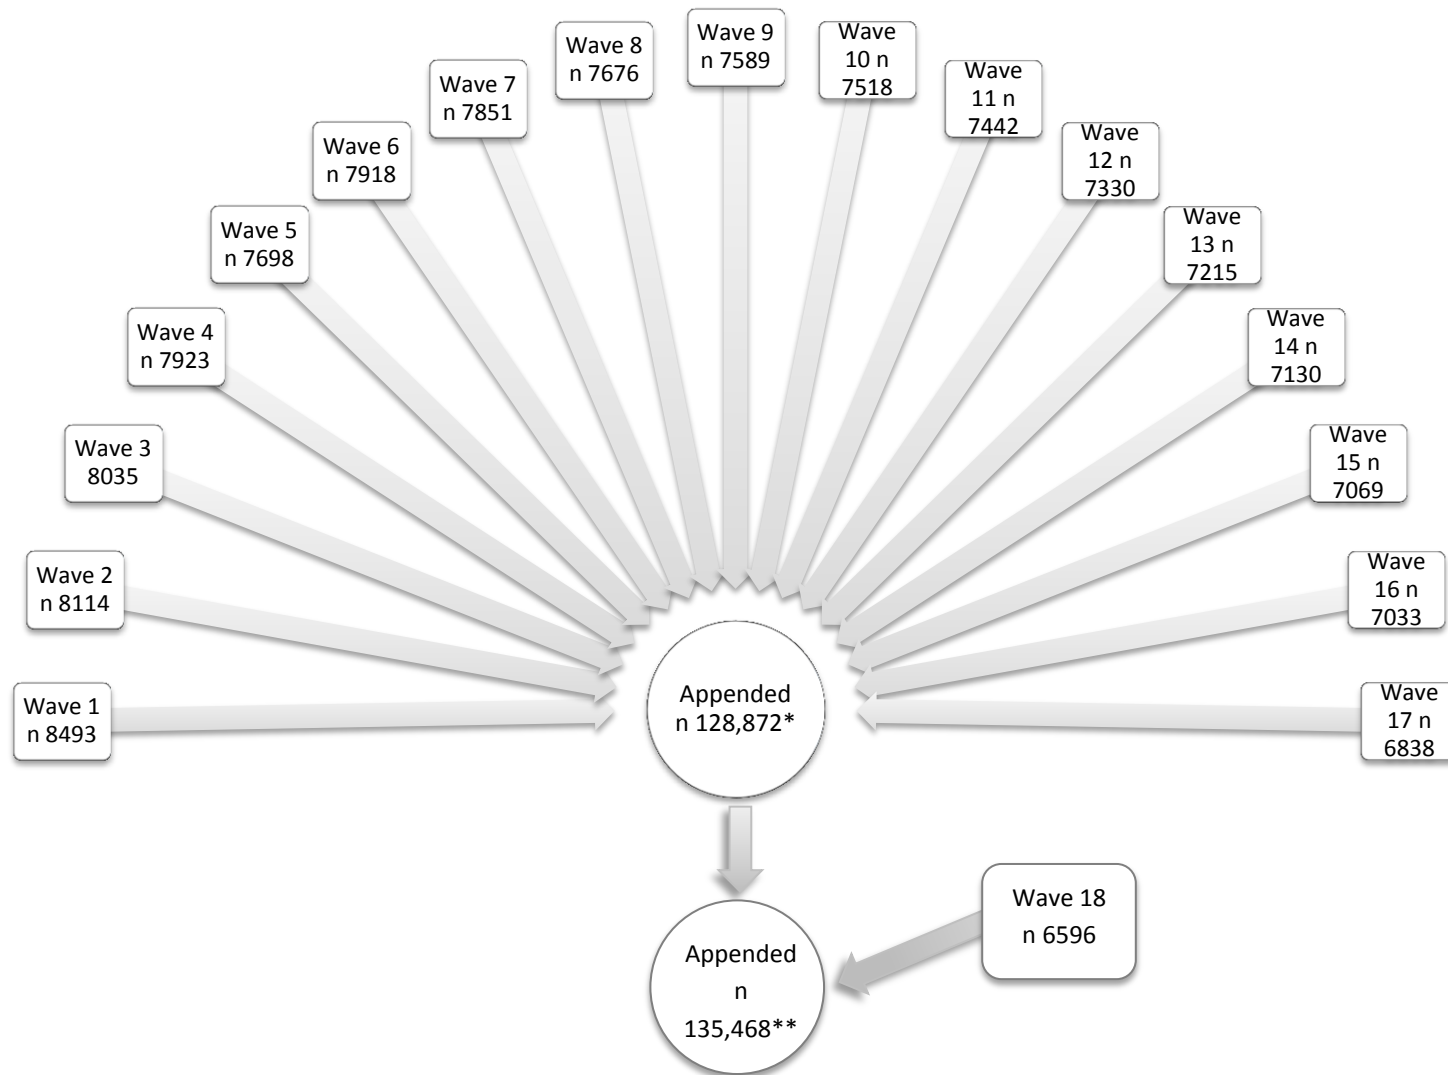 Wave 1
n 8493
Wave 2
n 8114
Wave 3
8035
Wave 4
n 7923
Wave 5
n 7698
Wave 6
n 7918
Wave 7
n 7851
Wave 8
n 7676
Wave 9
n 7589
Wave
10 n
7518
Wave
11 n
7442
Wave
12 n
7330
Wave
13 n
7215
Wave
14 n
7130
Wave
15 n
7069
Wave
16 n
7033
Wave
17 n
6838
Appended
n 128,872*
Wave 18
n 6596
Appended
n
135,468**